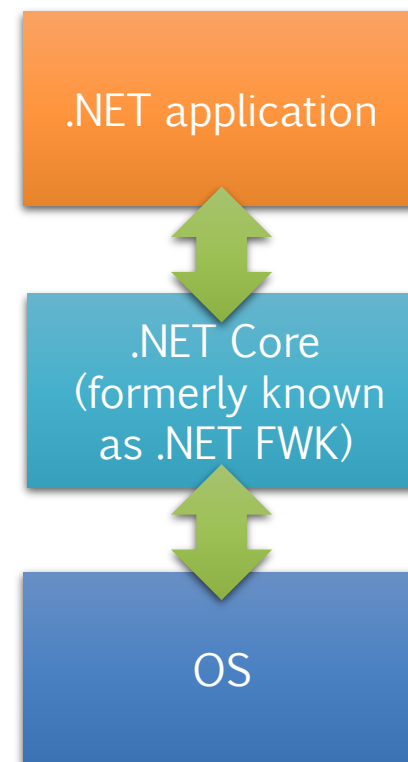 .NET application
.NET Core
(formerly known
as .NET FWK)
OS